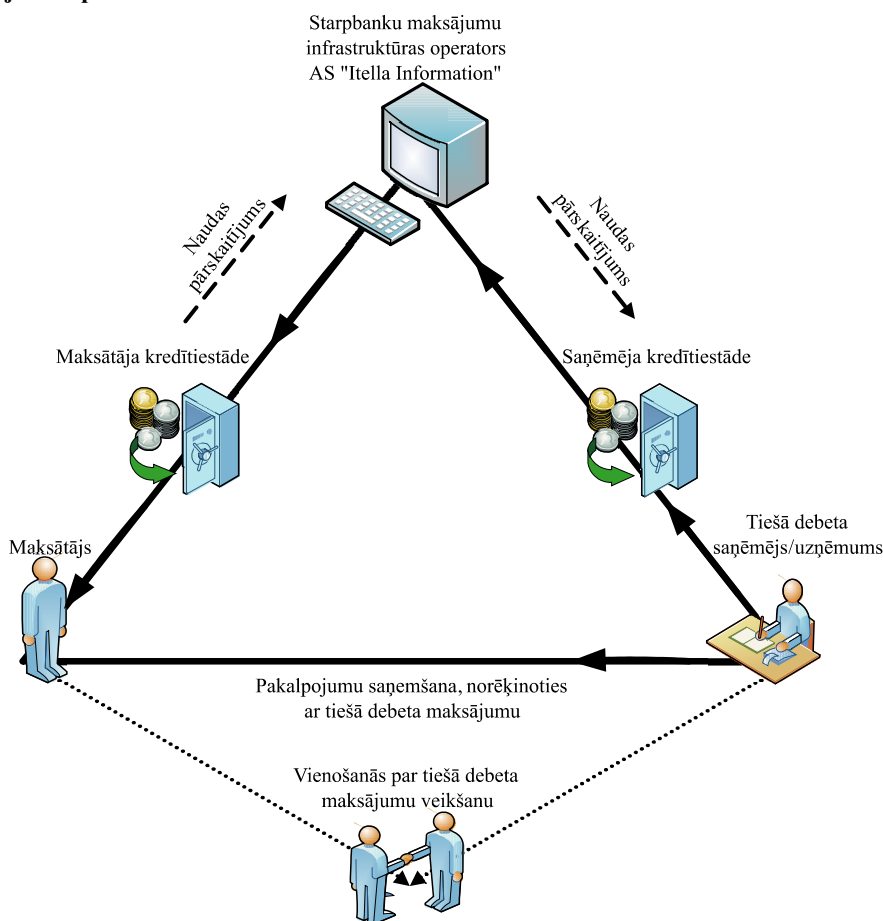 Starpbanku maksājumu
infrastruktūras operators
AS "Itella Information"
Naudas
pārskaitījums
Naudas
pārskaitījums
Maksātāja kredītiestāde
Saņēmēja kredītiestāde
Maksātājs
Tiešā debeta
saņēmējs/uzņēmums
Pakalpojumu saņemšana, norēķinoties
ar tiešā debeta maksājumu
Vienošanās par tiešā debeta
maksājumu veikšanu